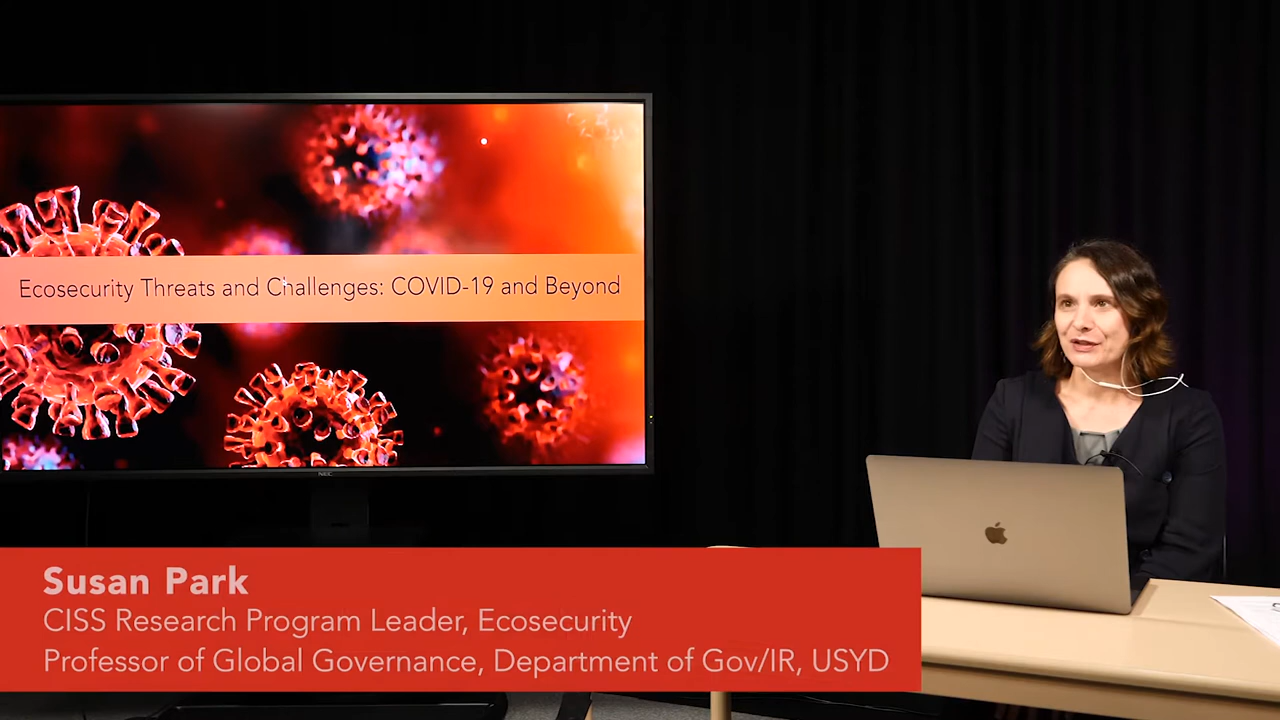 Ecosecurity Threats and Challenges: COVID-19 and Beyond
NEC
Susan Park
CISS Research Program Leader, Ecosecurity
Professor of Global Governance, Department of Gov/IR, USYD